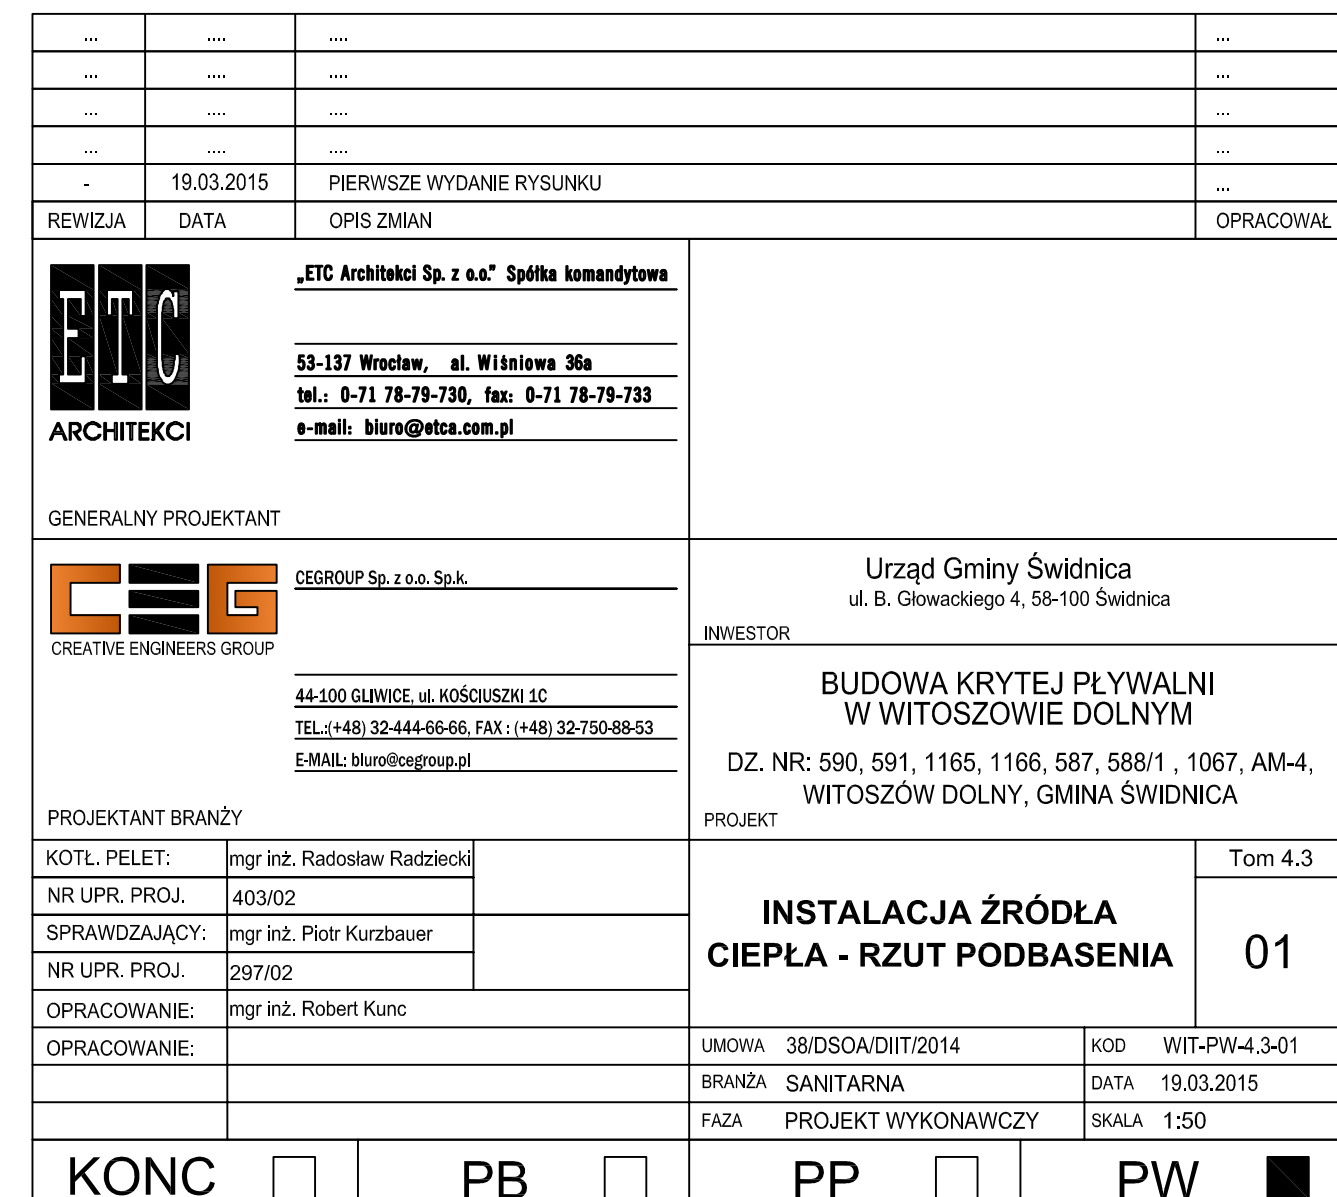 ... .... .... ...
... .... .... ...
... .... .... ...
... .... .... ...
- 19.03.2015 PIERWSZE WYDANIE RYSUNKU ...
REWIZJA DATA OPIS ZMIAN OPRACOWAŁ
ETC
ARCHITEKCI
„ETC Architekci Sp. z o.o.” Spółka komandytowa
53-137 Wrocław, al. Wiśniowa 36a
tel.: 0-71 78-79-730, fax: 0-71 78-79-733
e-mail: biuro@etca.com.pl
GENERALNY PROJEKTANT
CEG
CREATIVE ENGINEERS GROUP
CEGROUP Sp. z o.o. Sp.k.
44-100 GLIWICE, ul. KOŚCIUSZKI 1C
TEL.:(+48) 32-444-66-66, FAX : (+48) 32-750-88-53
E-MAIL: biuro@cegroup.pl
PROJEKTANT BRANŻY
Urząd Gminy Świdnica
ul. B. Głowackiego 4, 58-100 Świdnica
INWESTOR
BUDOWA KRYTEJ PŁYWALNI
W WITOSZOWIE DOLNYM
DZ. NR: 590, 591, 1165, 1166, 587, 588/1 , 1067, AM-4,
WITOSZÓW DOLNY, GMINA ŚWIDNICA
PROJEKT
KOTŁ. PELET: mgr inż. Radosław Radziecki
NR UPR. PROJ. 403/02
SPRAWDZAJĄCY: mgr inż. Piotr Kurzbauer
NR UPR. PROJ. 297/02
OPRACOWANIE: mgr inż. Robert Kunc
OPRACOWANIE:
INSTALACJA ŹRÓDŁA
CIEPŁA - RZUT PODBASENIA
Tom 4.3
01
UMOWA 38/DSOA/DIIT/2014 KOD WIT-PW-4.3-01
BRANŻA SANITARNA DATA 19.03.2015
FAZA PROJEKT WYKONAWCZY SKALA 1:50
KONC PB PP PW